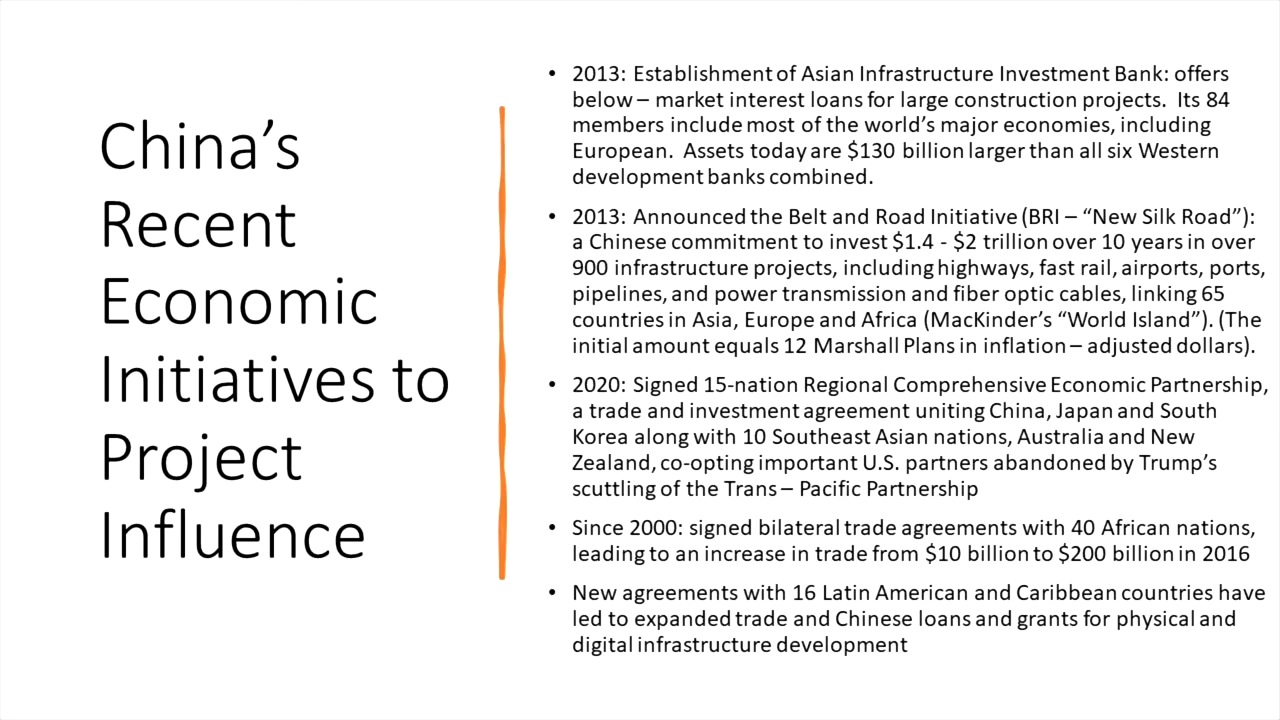 China’s
Recent
Economic
Initiatives to
Project
Influence
• 2013: Establishment of Asian Infrastructure Investment Bank: offers
below – market interest loans for large construction projects.  Its 84
members include most of the world’s major economies, including
European.  Assets today are $130 billion larger than all six Western
development banks combined.
• 2013: Announced the Belt and Road Initiative (BRI – “New Silk Road”):
a Chinese commitment to invest $1.4 - $2 trillion over 10 years in over
900 infrastructure projects, including highways, fast rail, airports, ports,
pipelines, and power transmission and fiber optic cables, linking 65
countries in Asia, Europe and Africa (MacKinder’s “World Island”). (The
initial amount equals 12 Marshall Plans in inflation – adjusted dollars).
• 2020: Signed 15-nation Regional Comprehensive Economic Partnership,
a trade and investment agreement uniting China, Japan and South
Korea along with 10 Southeast Asian nations, Australia and New
Zealand, co-opting important U.S. partners abandoned by Trump’s
scuttling of the Trans – Pacific Partnership
• Since 2000: signed bilateral trade agreements with 40 African nations,
leading to an increase in trade from $10 billion to $200 billion in 2016
• New agreements with 16 Latin American and Caribbean countries have
led to expanded trade and Chinese loans and grants for physical and
digital infrastructure development